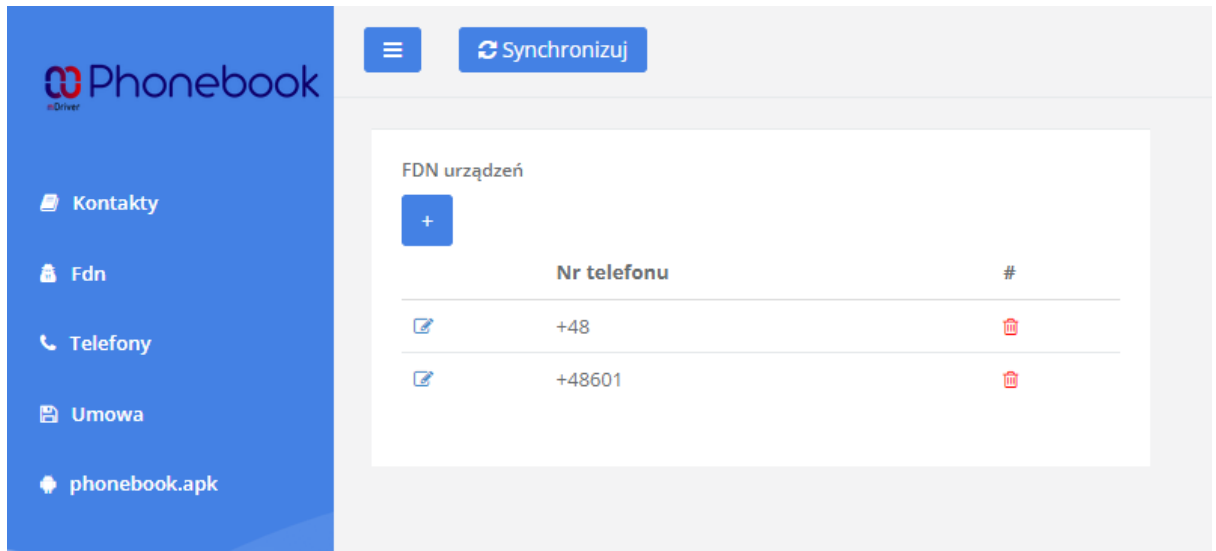 Phonebook
mDriver
Synchronizuj
Kontakty
Fdn
Telefony
Umowa
phonebook.apk
FDN urządzeń
+
Nr telefonu #
+48
+48601